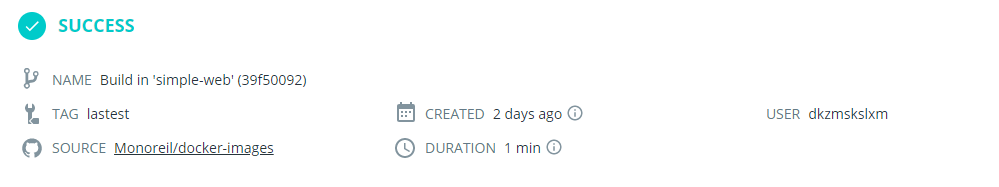 SUCCESS
NAME Build in 'simple-web' (39f50092)
TAG lastest CREATED 2 days ago USER dkzmskslxm
SOURCE Monoreil/docker-images DURATION 1 min